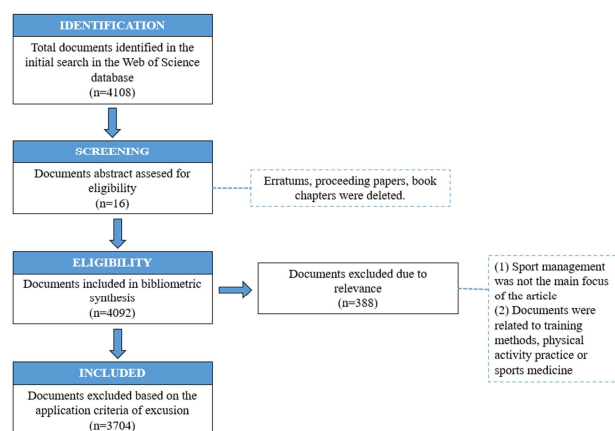 IDENTIFICATION
Total documents identified in the
initial search in the Web of Science
database
(n=4108)
SCREENING
Documents abstract assesed for
eligibility
(n=16)
Erratums, proceeding papers, book
chapters were deleted.
ELIGIBILITY
Documents included in bibliometric
synthesis
(n=4092)
Documents excluded due to
relevance
(n=388)
(1) Sport management
was not the main focus
of the article
(2) Documents were
related to training
methods, physical
activity practice or
sports medicine
INCLUDED
Documents excluded based on the
application criteria of excusion
(n=3704)